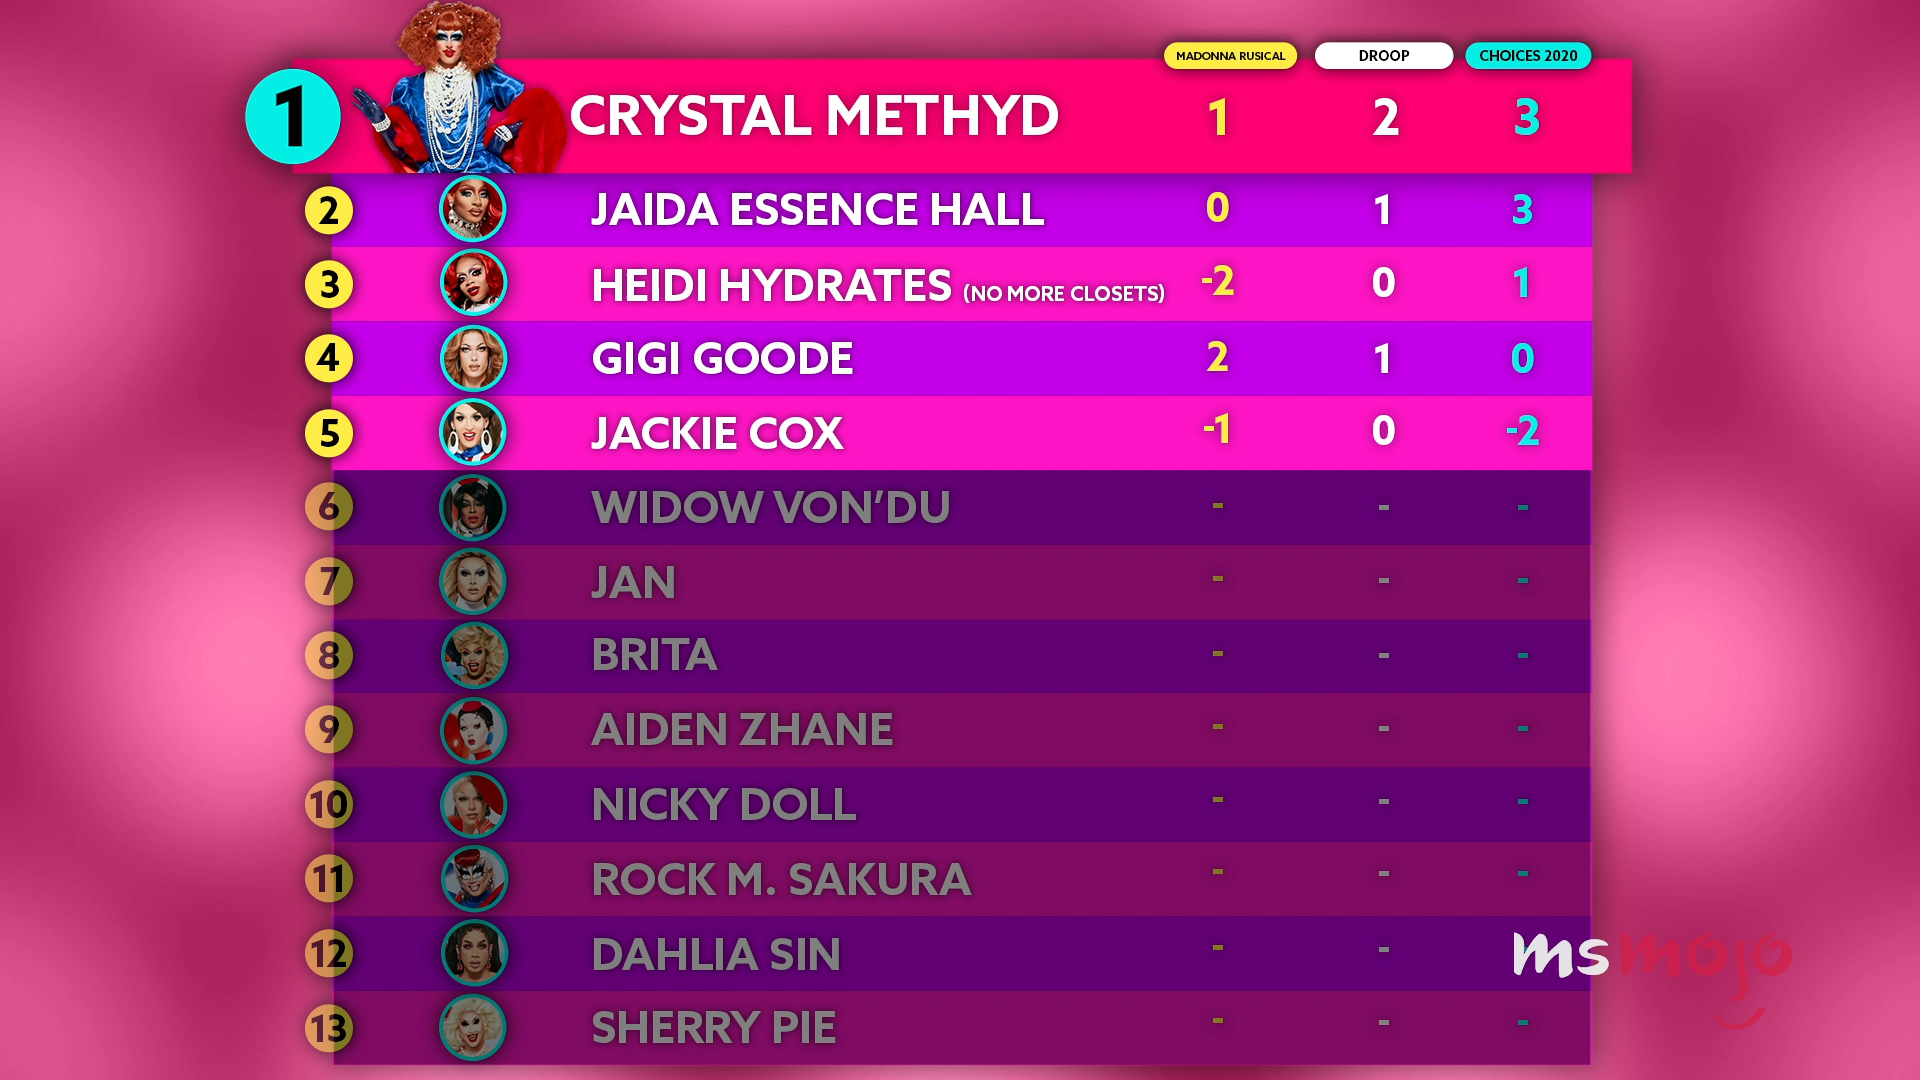 MADONNA RUSICAL DROOP CHOICES 2020
1 CRYSTAL METHYD 1 2 3
2 JAIDA ESSENCE HALL 0 1 3
3 HEIDI HYDRATES (NO MORE CLOSETS) -2 0 1
4 GIGI GOODE 2 1 0
5 JACKIE COX -1 0 -2
6 WIDOW VON'DU - - -
7 JAN - - -
8 BRITA - - -
9 AIDEN ZHANE - - -
10 NICKY DOLL - - -
11 ROCK M. SAKURA - - -
12 DAHLIA SIN - -
msmojo
13 SHERRY PIE - - -